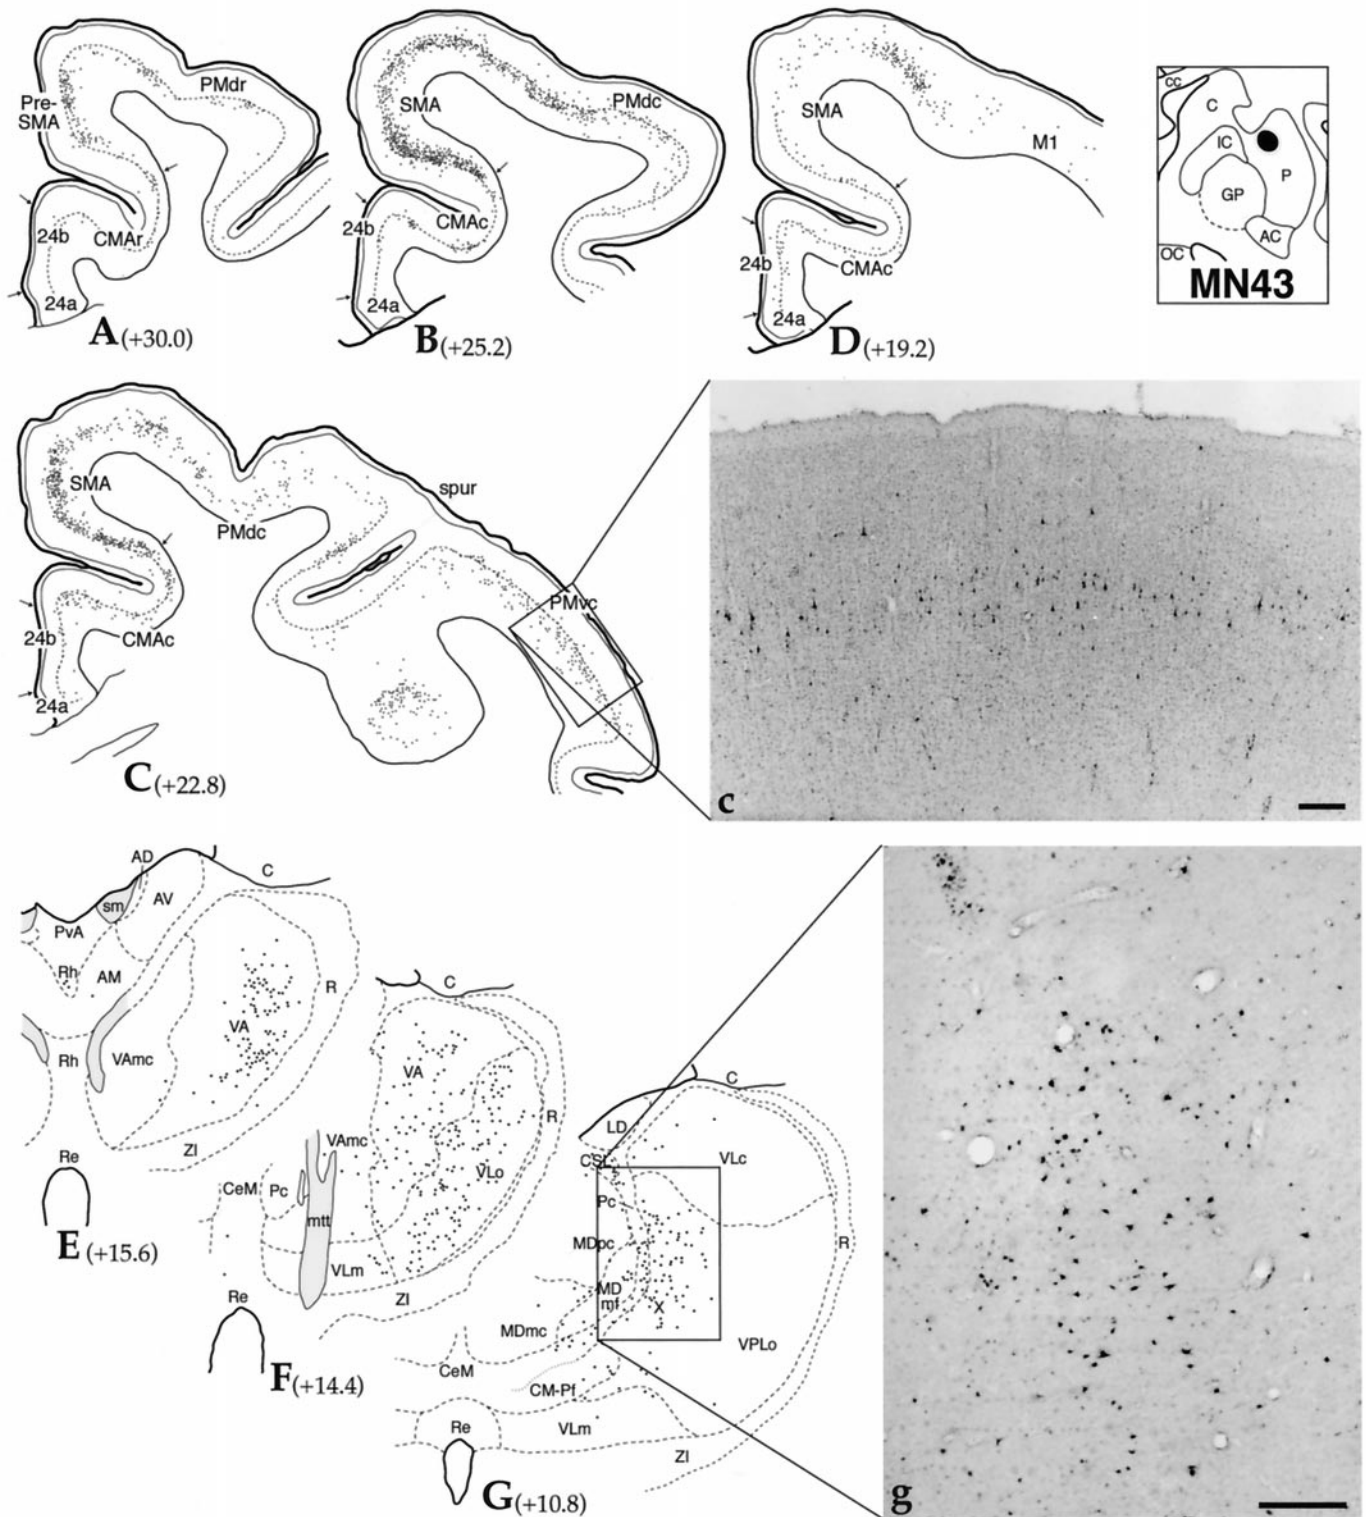 Pre-
SMA
PMdr
24b
CMAr
24a
A(+30.0)
SMA
PMdc
24b
CMAc
24a
B(+25.2)
SMA
M1
24b
CMAc
24a
D(+19.2)
CC
C
IC
P
GP
AC
OC
MN43
SMA
PMdc
spur
PMvc
24b
CMAc
24a
C(+22.8)
c
AD
C
sm
AV
PvA
Rh
AM
R
VA
Rh
VAmc
ZI
Re
E(+15.6)
C
VA
R
VAmc
VLo
CeM
Pc
mtt
VLm
ZI
Re
F(+14.4)
C
LD
CSL
VLc
Pc
MDpc
R
MD
mf
X
MDmc
VPLo
CeM
CM-Pf
Re
VLm
ZI
G(+10.8)
g